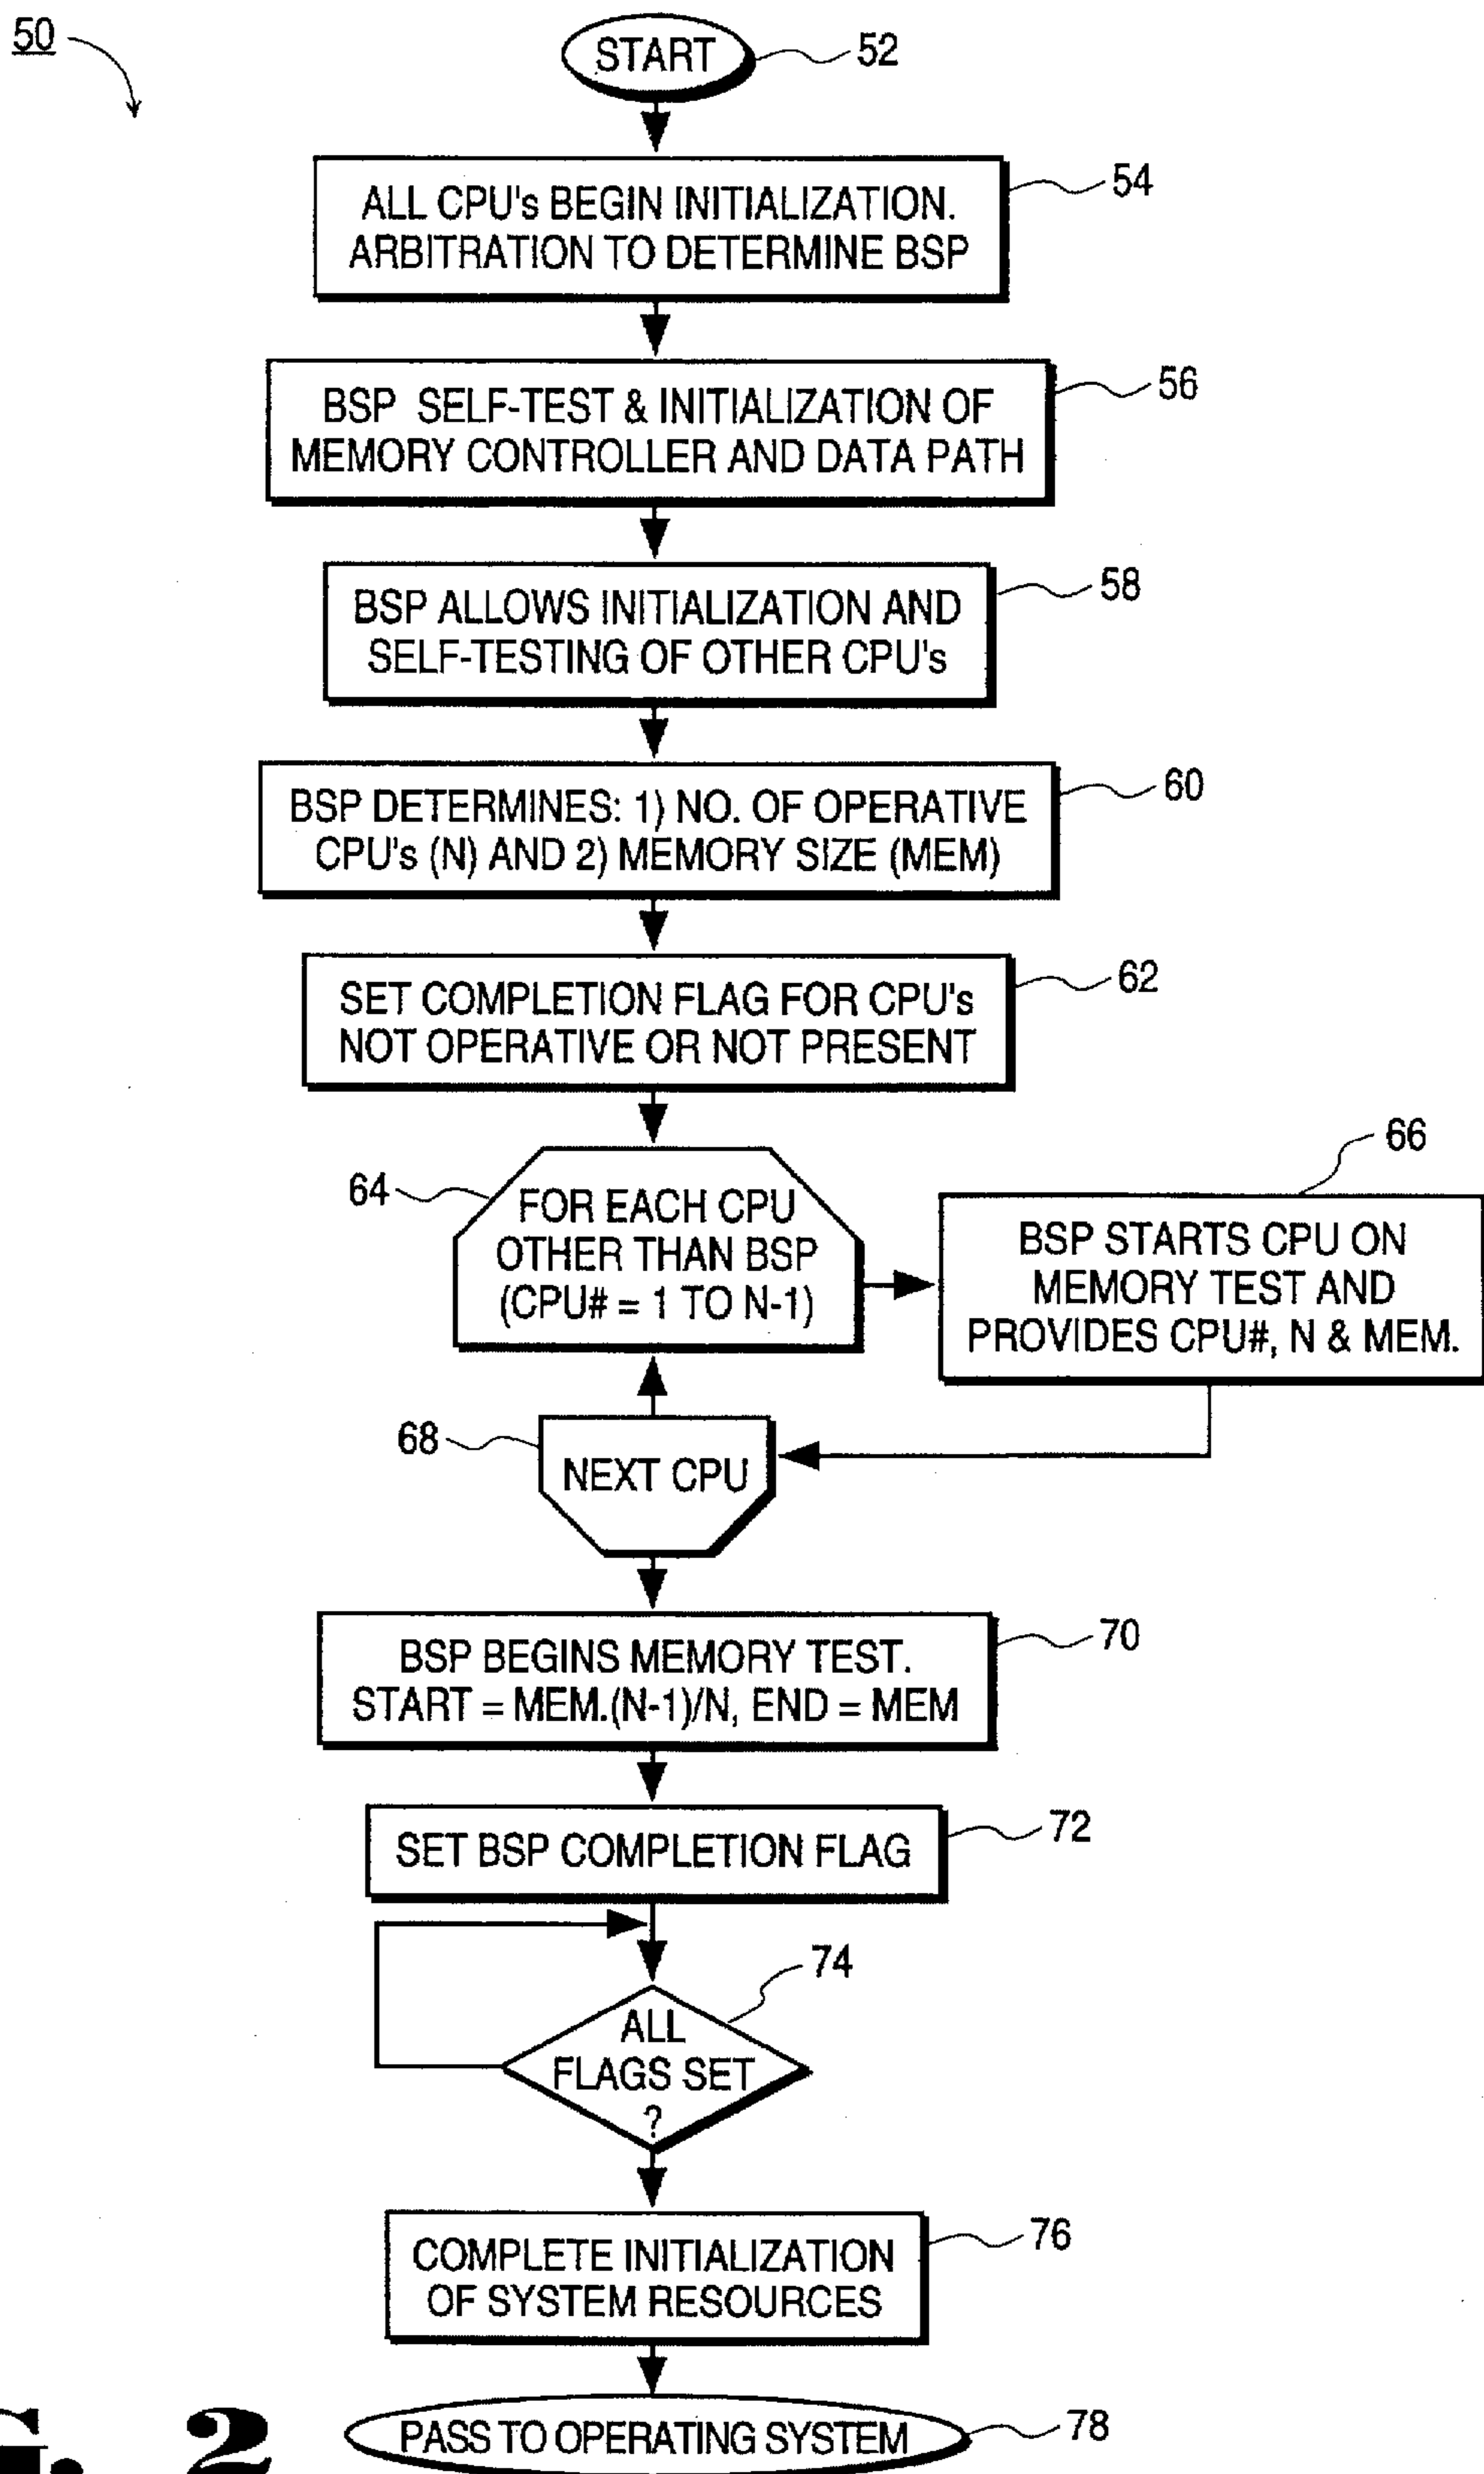 50
START
52
ALL CPU's BEGIN INITIALIZATION.
ARBITRATION TO DETERMINE BSP
54
BSP SELF-TEST & INITIALIZATION OF
MEMORY CONTROLLER AND DATA PATH
56
BSP ALLOWS INITIALIZATION AND
SELF-TESTING OF OTHER CPU's
58
BSP DETERMINES: 1) NO. OF OPERATIVE
CPU's (N) AND 2) MEMORY SIZE (MEM)
60
SET COMPLETION FLAG FOR CPU's
NOT OPERATIVE OR NOT PRESENT
62
64
FOR EACH CPU
OTHER THAN BSP
(CPU# = 1 TO N-1)
66
BSP STARTS CPU ON
MEMORY TEST AND
PROVIDES CPU#, N & MEM.
68
NEXT CPU
BSP BEGINS MEMORY TEST.
START = MEM.(N-1)/N, END = MEM
70
SET BSP COMPLETION FLAG
72
74
ALL
FLAGS SET
?
COMPLETE INITIALIZATION
OF SYSTEM RESOURCES
76
PASS TO OPERATING SYSTEM
78
G. 2